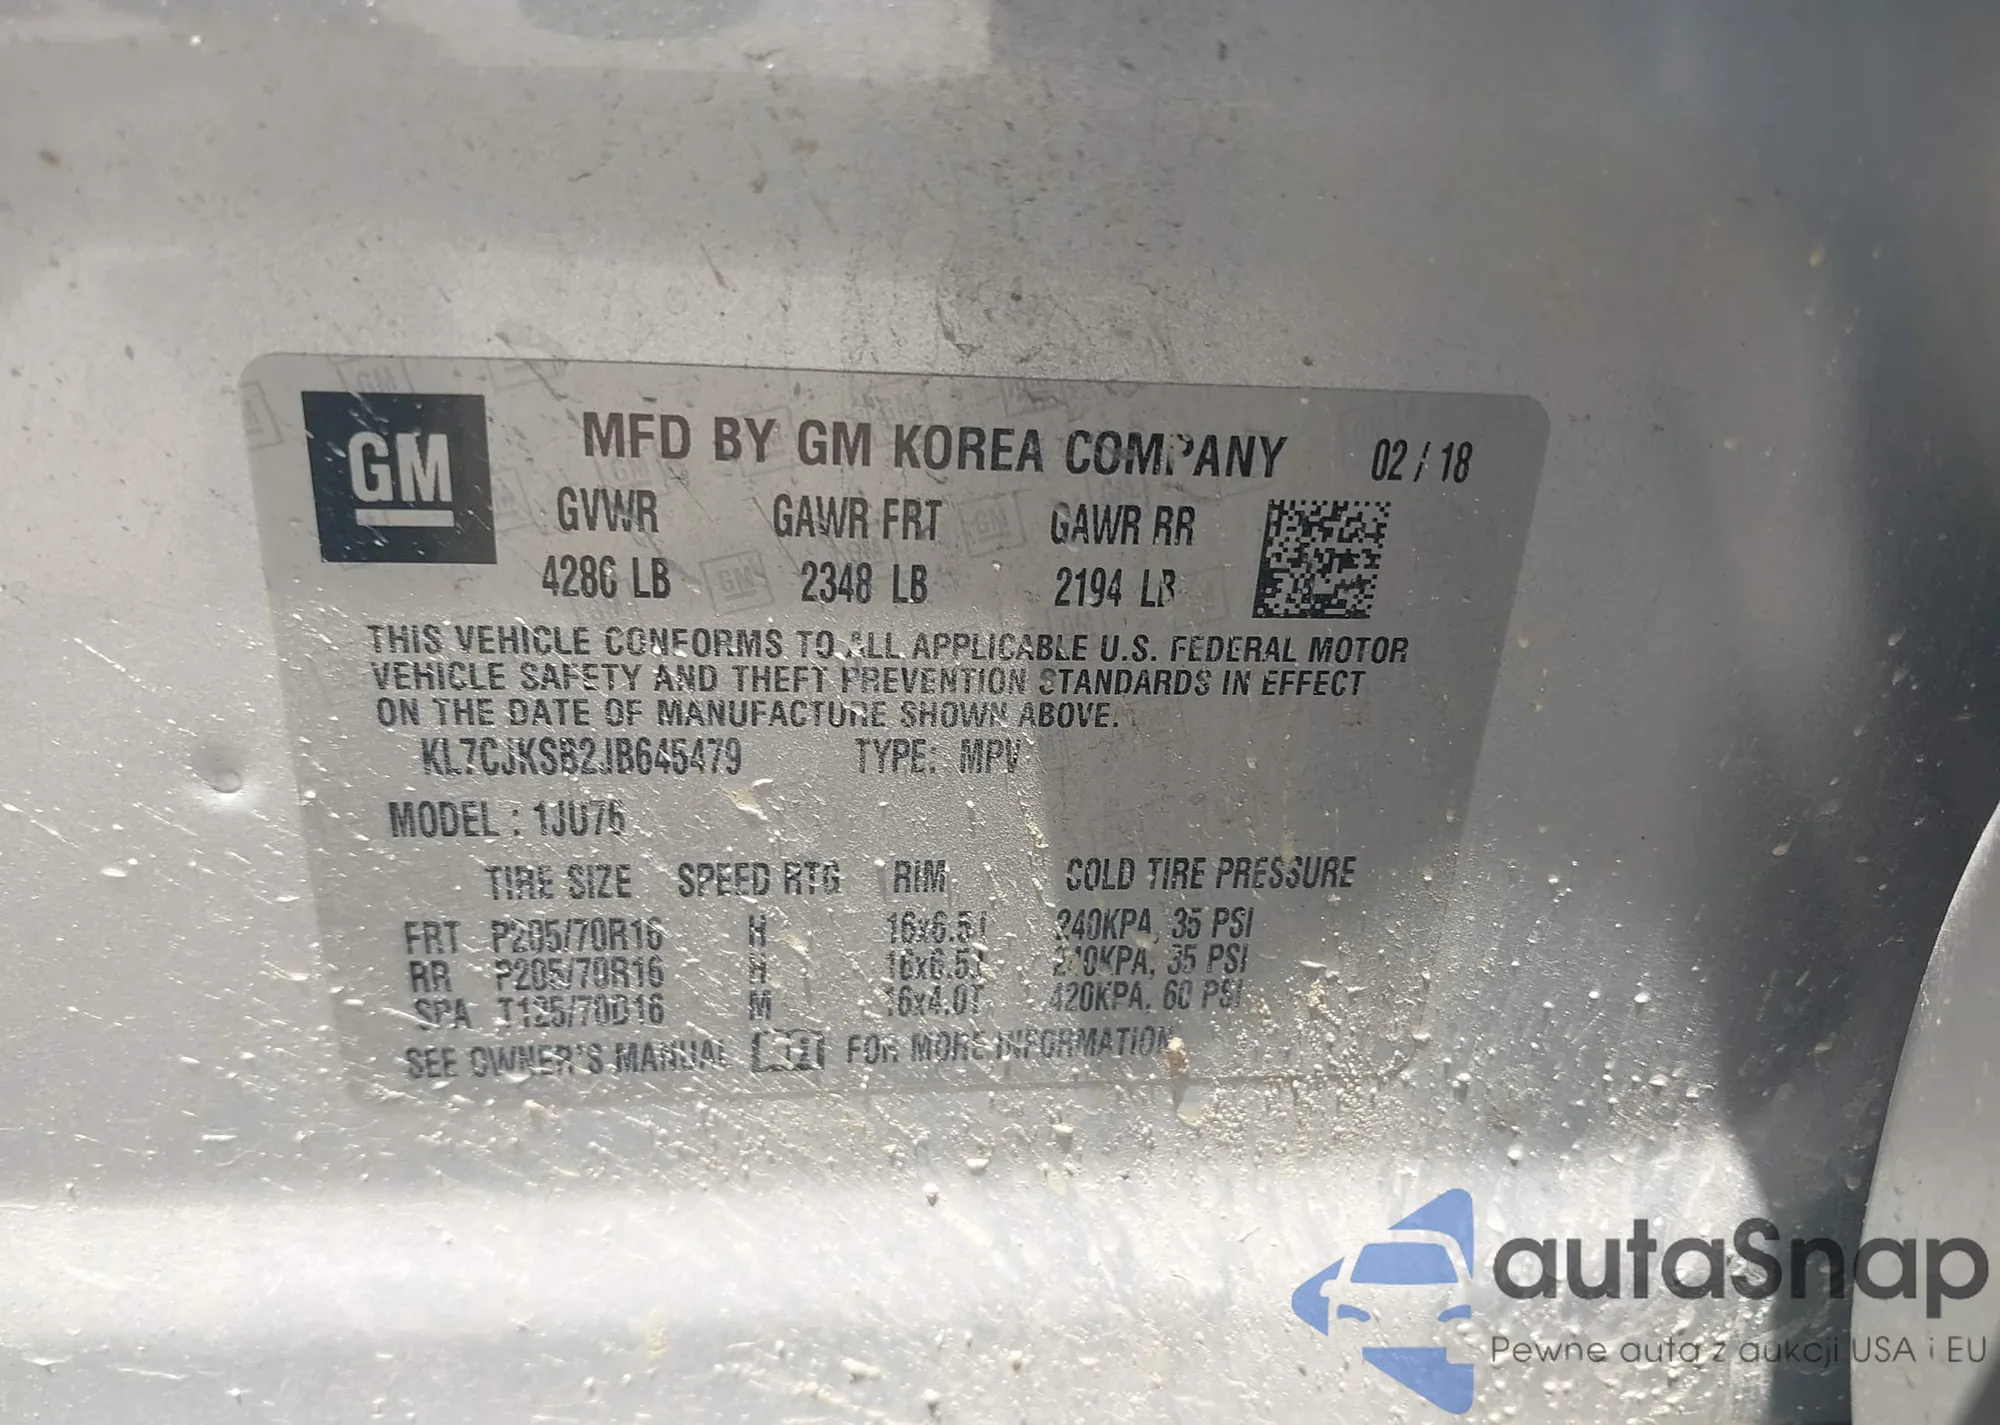 GM
MFD BY GM KOREA COMPANY 02 / 18
GVWR GAWR FRT GAWR RR
4286 LB 2348 LB 2194 LB
THIS VEHICLE CONFORMS TO ALL APPLICABLE U.S. FEDERAL MOTOR
VEHICLE SAFETY AND THEFT PREVENTION STANDARDS IN EFFECT
ON THE DATE OF MANUFACTURE SHOWN ABOVE.
KL7CJKSB2JB645479 TYPE: MPV
MODEL : 1JU76
TIRE SIZE SPEED RTG RIM COLD TIRE PRESSURE
FRT P205/70R16 H 16x6.5J 240KPA, 35 PSI
RR P205/70R16 H 16x6.5J 240KPA, 35 PSI
SPA T125/70D16 M 16x4.0T 420KPA, 60 PSI
SEE OWNER'S MANUAL FOR MORE INFORMATION
autaSnap
Pewne auta z aukcji USA i EU